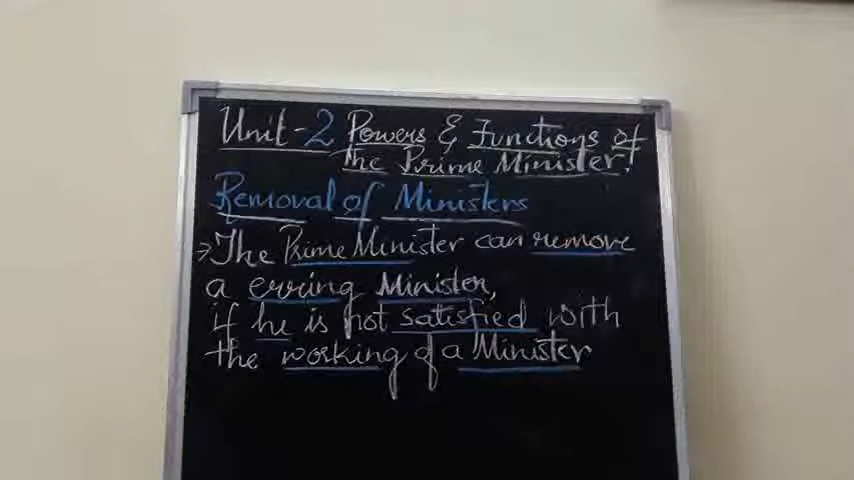 Unit-2 Powers & Functions of
the Prime Minister.
Removal of Ministers
→ The Prime Minister can remove
a erring Minister,
if he is not satisfied with
the working of a Minister